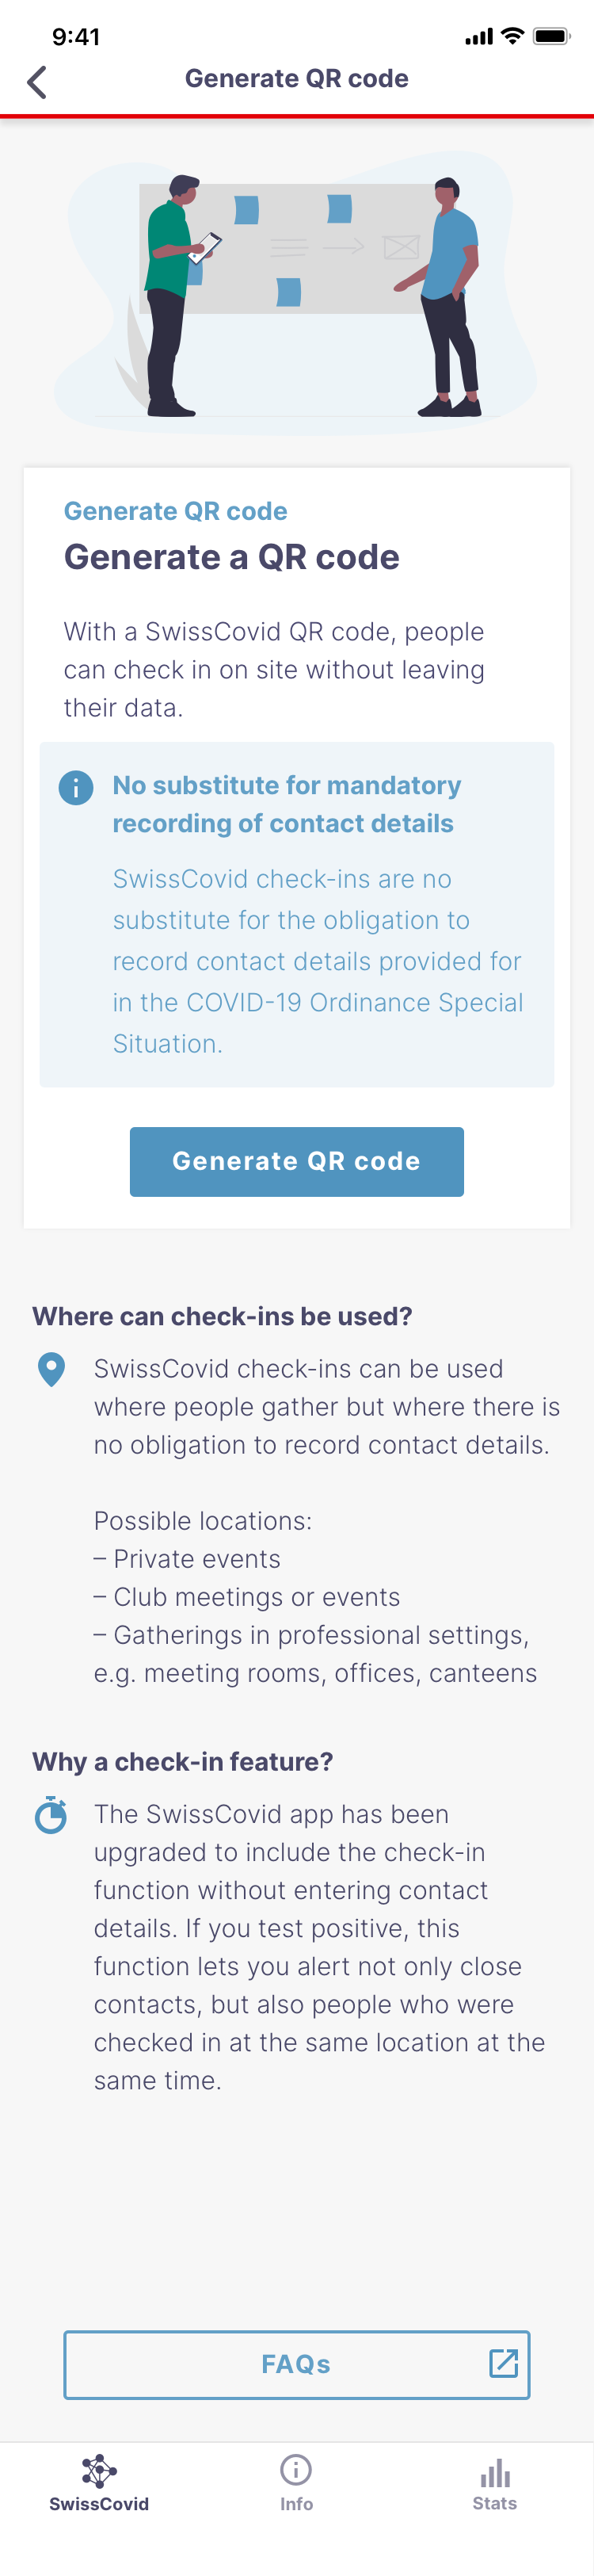 9:41
Generate QR code
Generate QR code
Generate a QR code
With a SwissCovid QR code, people
can check in on site without leaving
their data.
No substitute for mandatory
recording of contact details
SwissCovid check-ins are no
substitute for the obligation to
record contact details provided for
in the COVID-19 Ordinance Special
Situation.
Generate QR code
Where can check-ins be used?
SwissCovid check-ins can be used
where people gather but where there is
no obligation to record contact details.
Possible locations:
– Private events
– Club meetings or events
– Gatherings in professional settings,
e.g. meeting rooms, offices, canteens
Why a check-in feature?
The SwissCovid app has been
upgraded to include the check-in
function without entering contact
details. If you test positive, this
function lets you alert not only close
contacts, but also people who were
checked in at the same location at the
same time.
FAQs
SwissCovid
Info
Stats